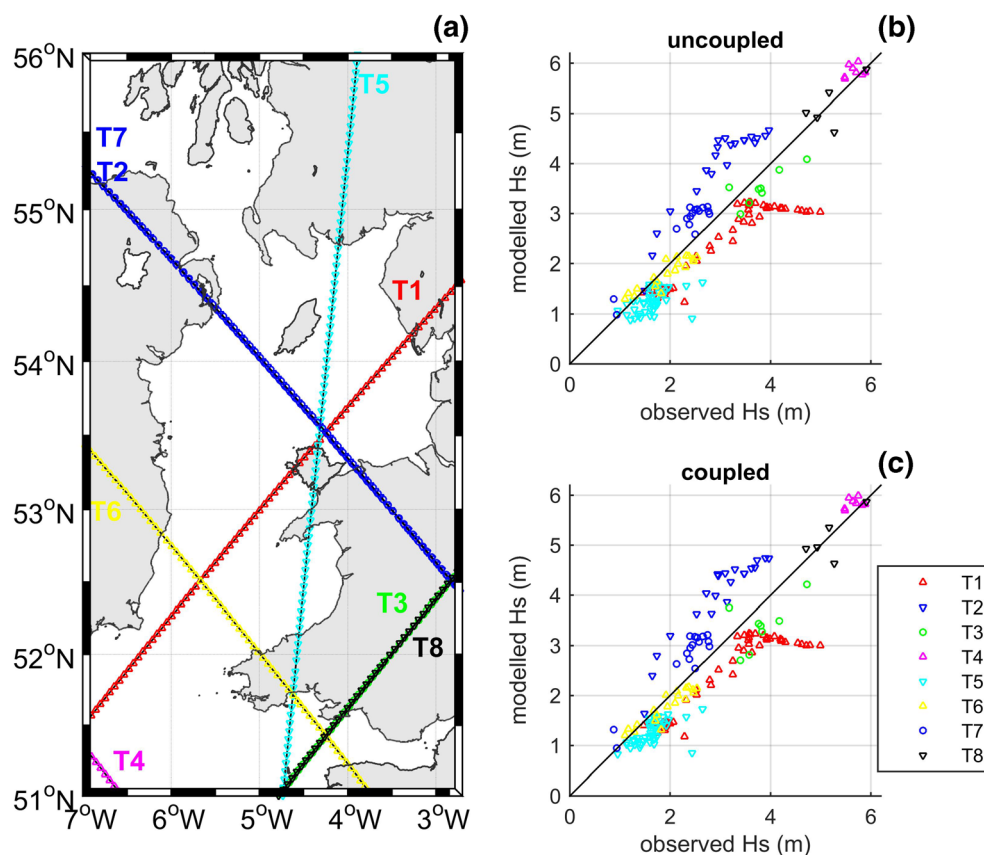 (a)
56°N
55°N
54°N
53°N
52°N
51°N
7°W
6°W
5°W
4°W
3°W
T7
T2
T5
T1
T6
T3
T8
T4
(b)
uncoupled
modelled Hs (m)
6
5
4
3
2
1
0
0 2 4 6
observed Hs (m)
(c)
coupled
modelled Hs (m)
6
5
4
3
2
1
0
0 2 4 6
observed Hs (m)
T1
T2
T3
T4
T5
T6
T7
T8